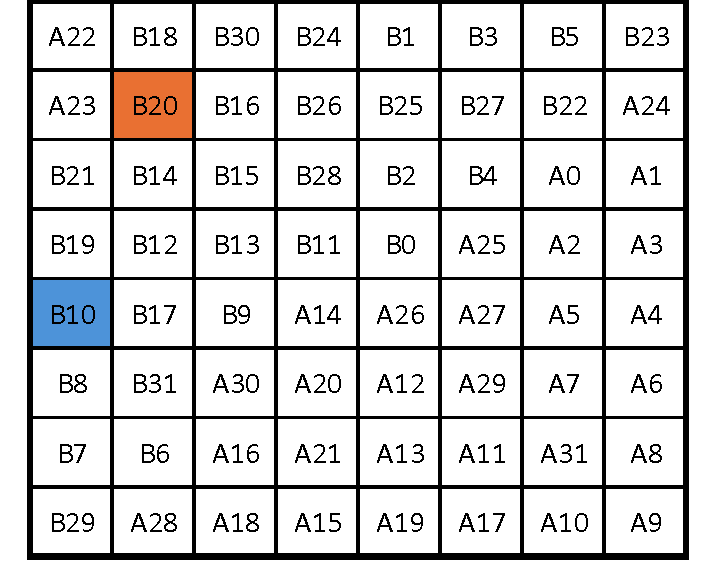 A22 B18 B30 B24 B1 B3 B5 B23
A23 B20 B16 B26 B25 B27 B22 A24
B21 B14 B15 B28 B2 B4 A0 A1
B19 B12 B13 B11 B0 A25 A2 A3
B10 B17 B9 A14 A26 A27 A5 A4
B8 B31 A30 A20 A12 A29 A7 A6
B7 B6 A16 A21 A13 A11 A31 A8
B29 A28 A18 A15 A19 A17 A10 A9